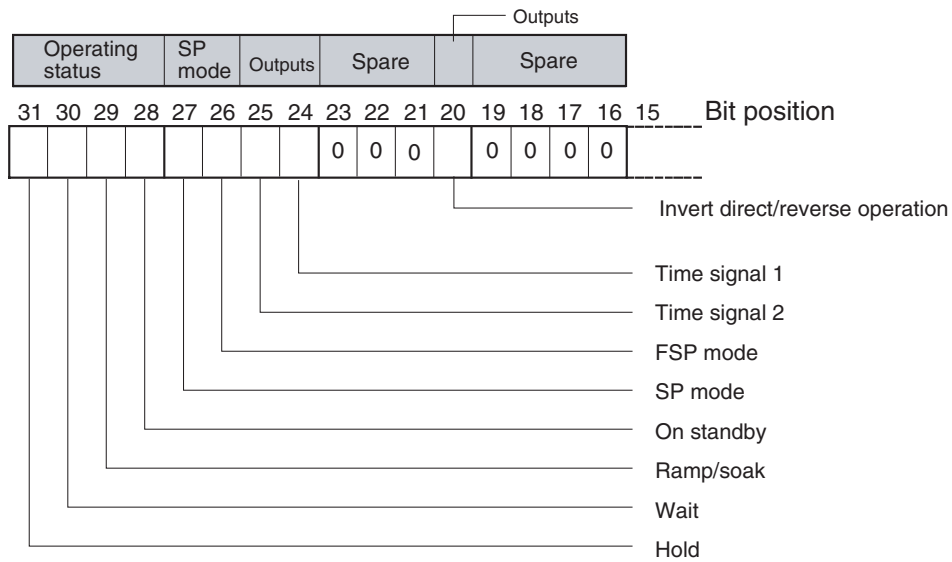 Outputs
Operating status
SP mode
Outputs
Spare
Spare
31 30 29 28 27 26 25 24 23 22 21 20 19 18 17 16 15 Bit position
0 0 0 0 0 0 0
Invert direct/reverse operation
Time signal 1
Time signal 2
FSP mode
SP mode
On standby
Ramp/soak
Wait
Hold